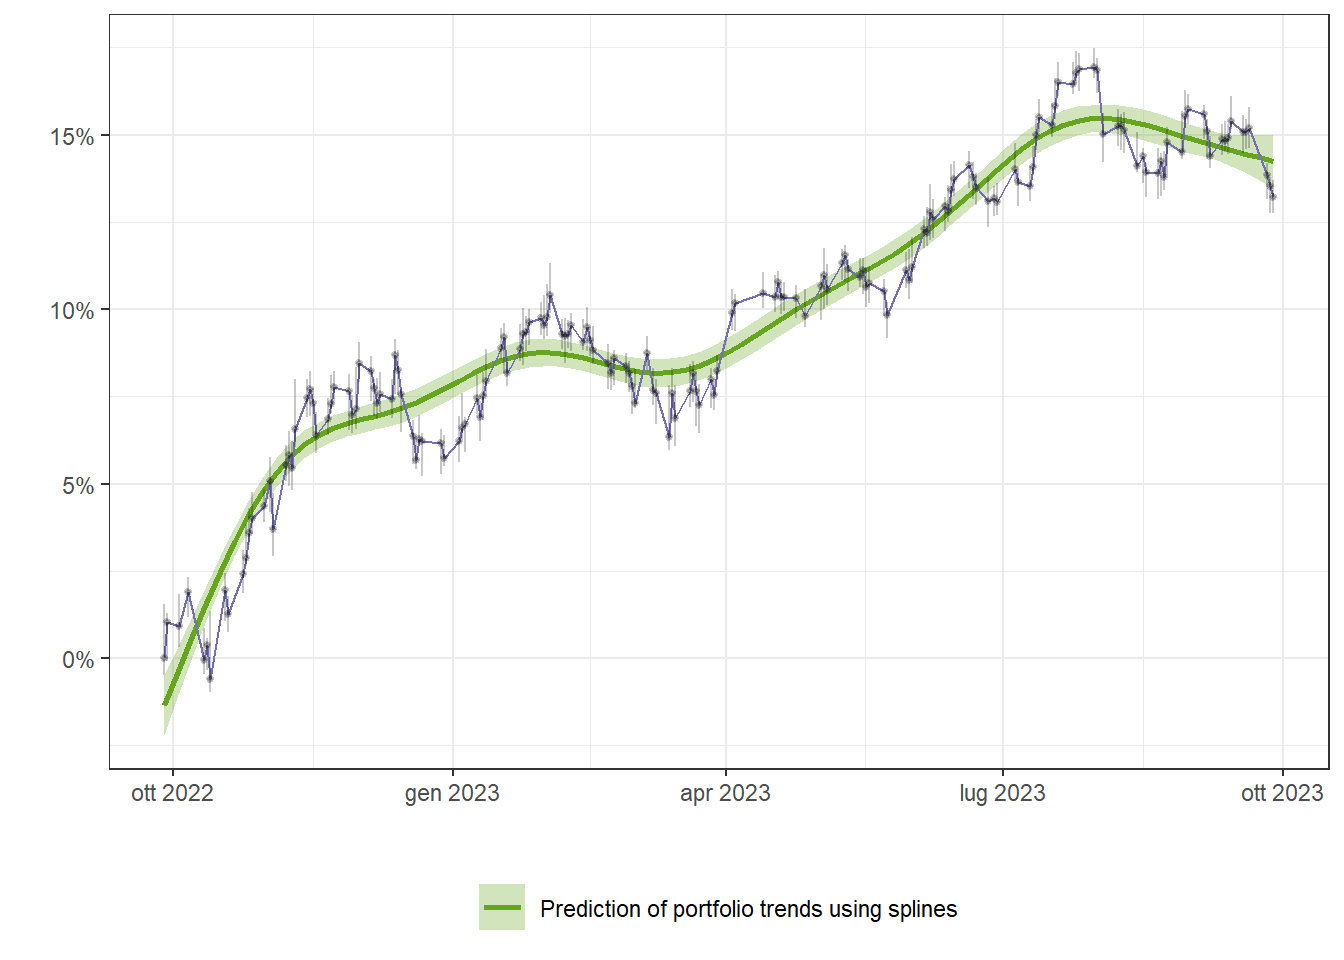 15%
10%
5%
0%
ott 2022 gen 2023 apr 2023 lug 2023 ott 2023
Prediction of portfolio trends using splines